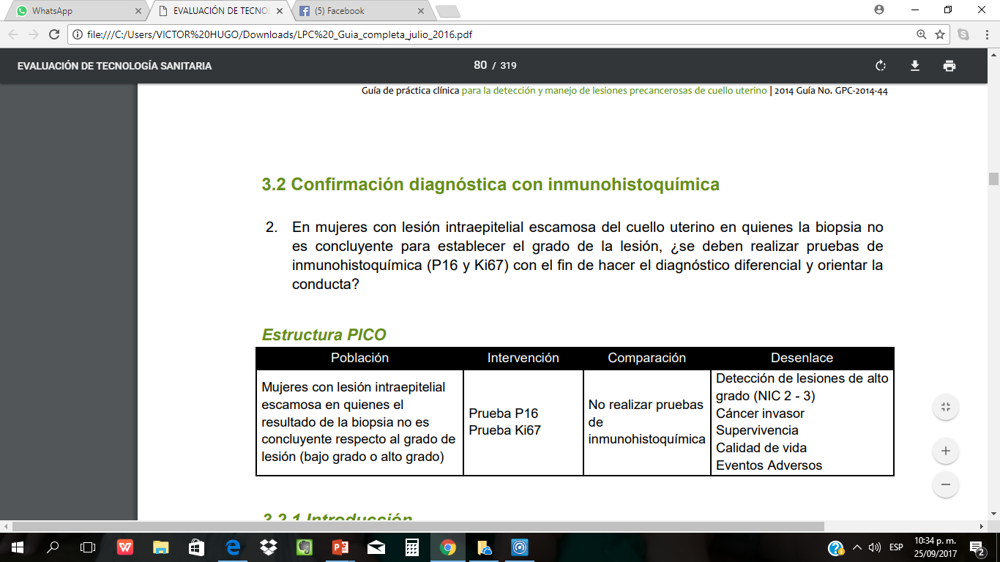 WhatsApp
EVALUACIÓN DE TECNOL
(5) Facebook
file:///C:/Users/VICTOR%20HUGO/Downloads/LPC%20_Guia_completa_julio_2016.pdf
EVALUACIÓN DE TECNOLOGÍA SANITARIA
80 / 319
Guía de práctica clínica para la detección y manejo de lesiones precancerosas de cuello uterino | 2014 Guía No. GPC-2014-44
3.2 Confirmación diagnóstica con inmunohistoquímica
2. En mujeres con lesión intraepitelial escamosa del cuello uterino en quienes la biopsia no
es concluyente para establecer el grado de la lesión, ¿se deben realizar pruebas de
inmunohistoquímica (P16 y Ki67) con el fin de hacer el diagnóstico diferencial y orientar la
conducta?
Estructura PICO
Población
Intervención
Comparación
Desenlace
Mujeres con lesión intraepitelial
escamosa en quienes el
resultado de la biopsia no es
concluyente respecto al grado de
lesión (bajo grado o alto grado)
Prueba P16
Prueba Ki67
No realizar pruebas
de
inmunohistoquímica
Detección de lesiones de alto
grado (NIC 2 - 3)
Cáncer invasor
Supervivencia
Calidad de vida
Eventos Adversos
3.2.1 Introducción
ESP
10:34 p. m.
25/09/2017
2